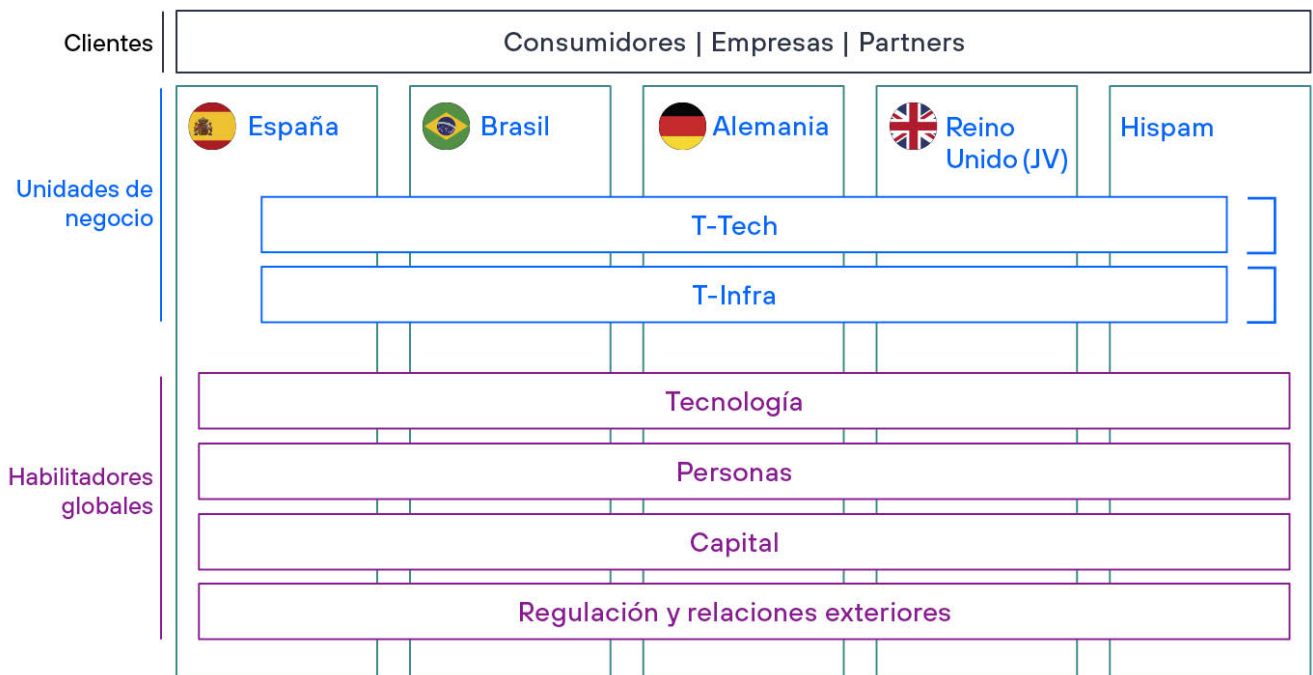 Clientes
Consumidores | Empresas | Partners
España
Brasil
Alemania
Reino
Unido (JV)
Hispam
Unidades de
negocio
T-Tech
T-Infra
Habilitadores
globales
Tecnología
Personas
Capital
Regulación y relaciones exteriores